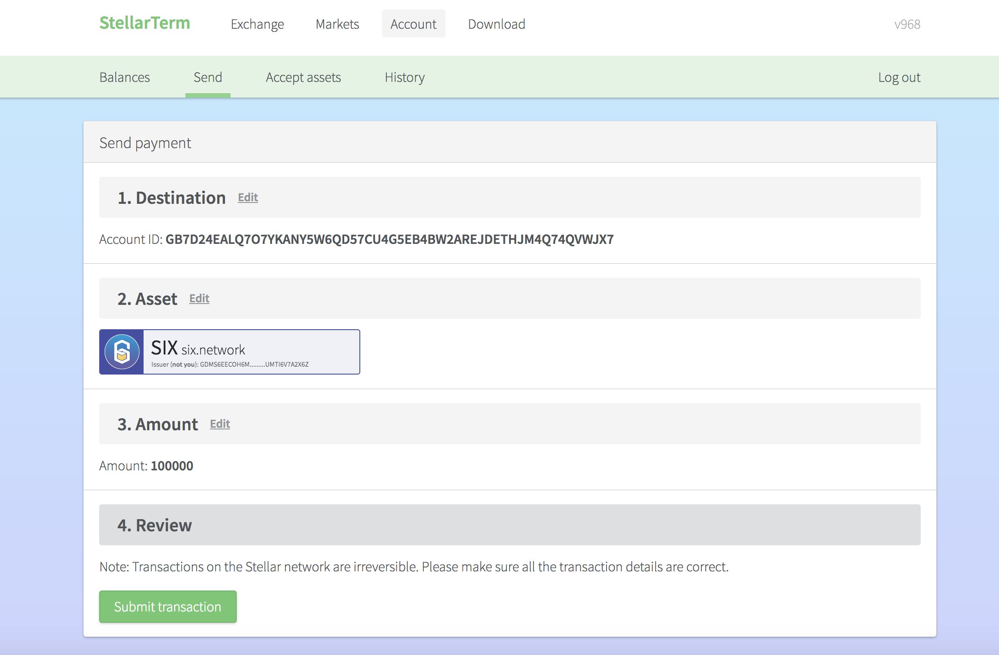 StellarTerm Exchange Markets Account Download v968
Balances Send Accept assets History Log out
Send payment
1. Destination Edit
Account ID: GB7D24EALQ7O7YKANY5W6QD57CU4G5EB4BW2AREJDETHJM4Q74QVWJX7
2. Asset Edit
SIX six.network
Issuer (not you): GDMS6EECOH6M.........UMTI6V7A2X6Z
3. Amount Edit
Amount: 100000
4. Review
Note: Transactions on the Stellar network are irreversible. Please make sure all the transaction details are correct.
Submit transaction